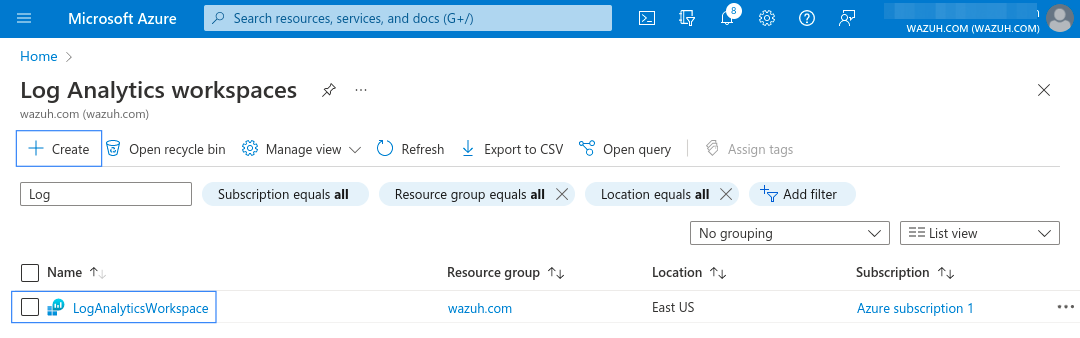 Microsoft Azure
Search resources, services, and docs (G+/)
8
WAZUH.COM (WAZUH.COM)
Home
Log Analytics workspaces
wazuh.com (wazuh.com)
Create
Open recycle bin
Manage view
Refresh
Export to CSV
Open query
Assign tags
Log
Subscription equals all
Resource group equals all
Location equals all
Add filter
No grouping
List view
Name
Resource group
Location
Subscription
LogAnalyticsWorkspace
wazuh.com
East US
Azure subscription 1